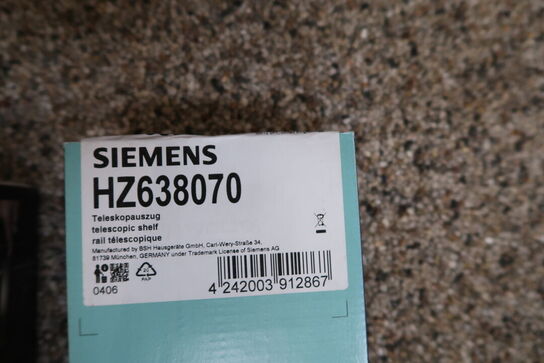 SIEMENS
HZ638070
Teleskopauszug
telescopic shelf
rail télescopique
Manufactured by BSH Hausgeräte GmbH, Carl-Wery-Straße 34,
81739 München, GERMANY under Trademark License of Siemens AG
0406
PAP
4 242003 912867